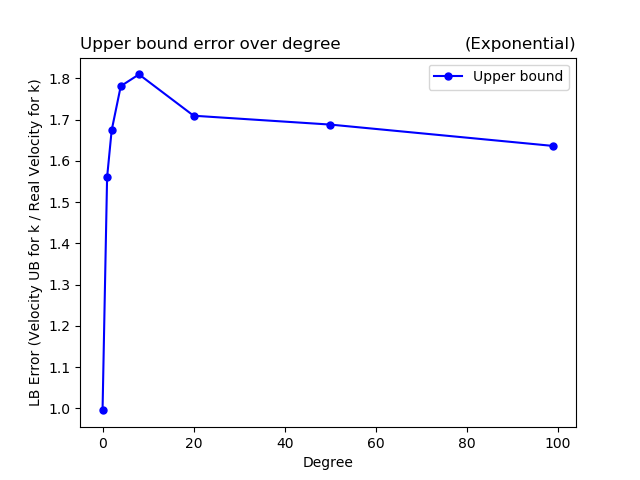 Upper bound error over degree (Exponential)
Upper bound
LB Error (Velocity UB for k / Real Velocity for k)
1.8
1.7
1.6
1.5
1.4
1.3
1.2
1.1
1.0
0 20 40 60 80 100
Degree